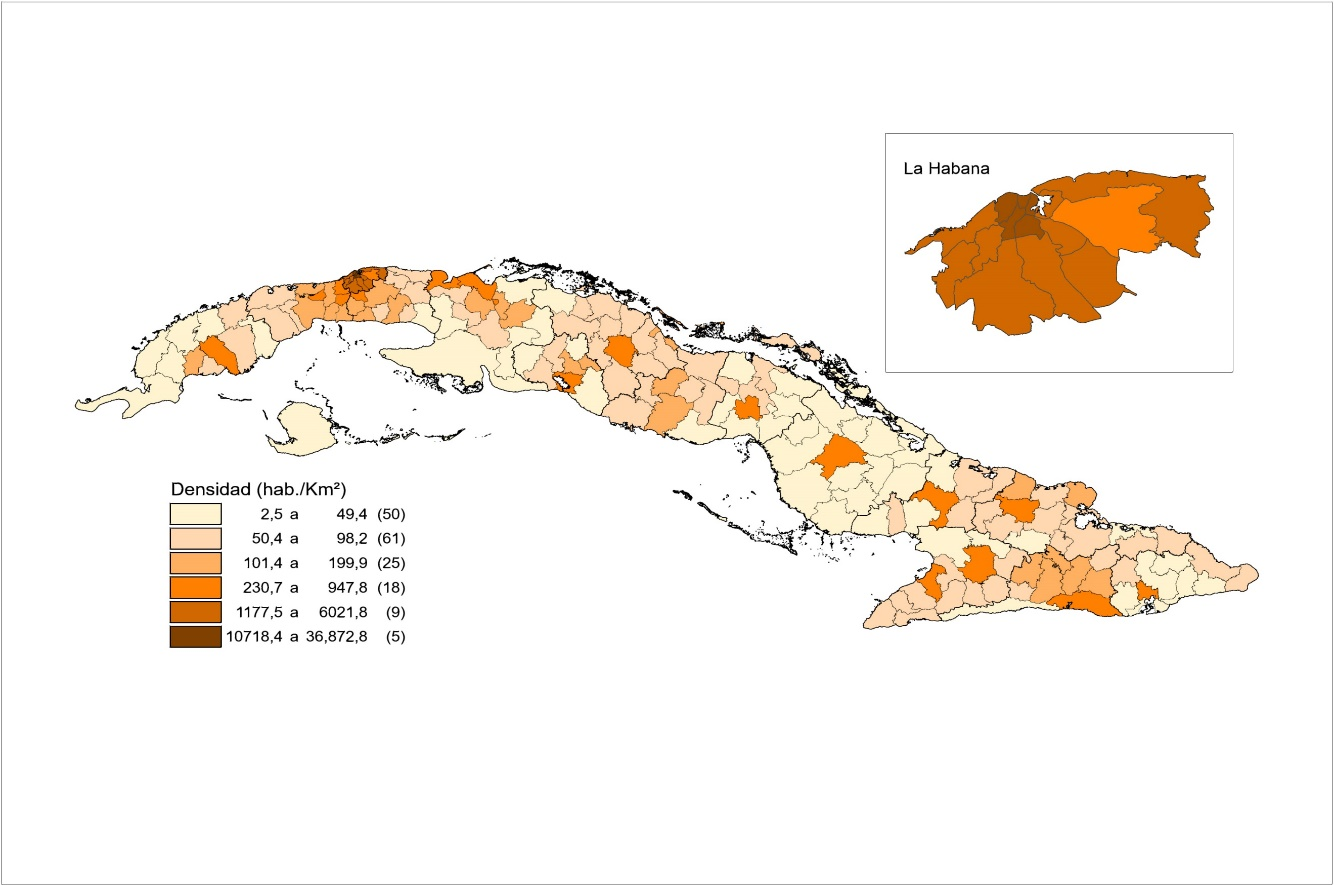 La Habana
Densidad (hab./Km²)
2,5 a 49,4 (50)
50,4 a 98,2 (61)
101,4 a 199,9 (25)
230,7 a 947,8 (18)
1177,5 a 6021,8 (9)
10718,4 a 36,872,8 (5)